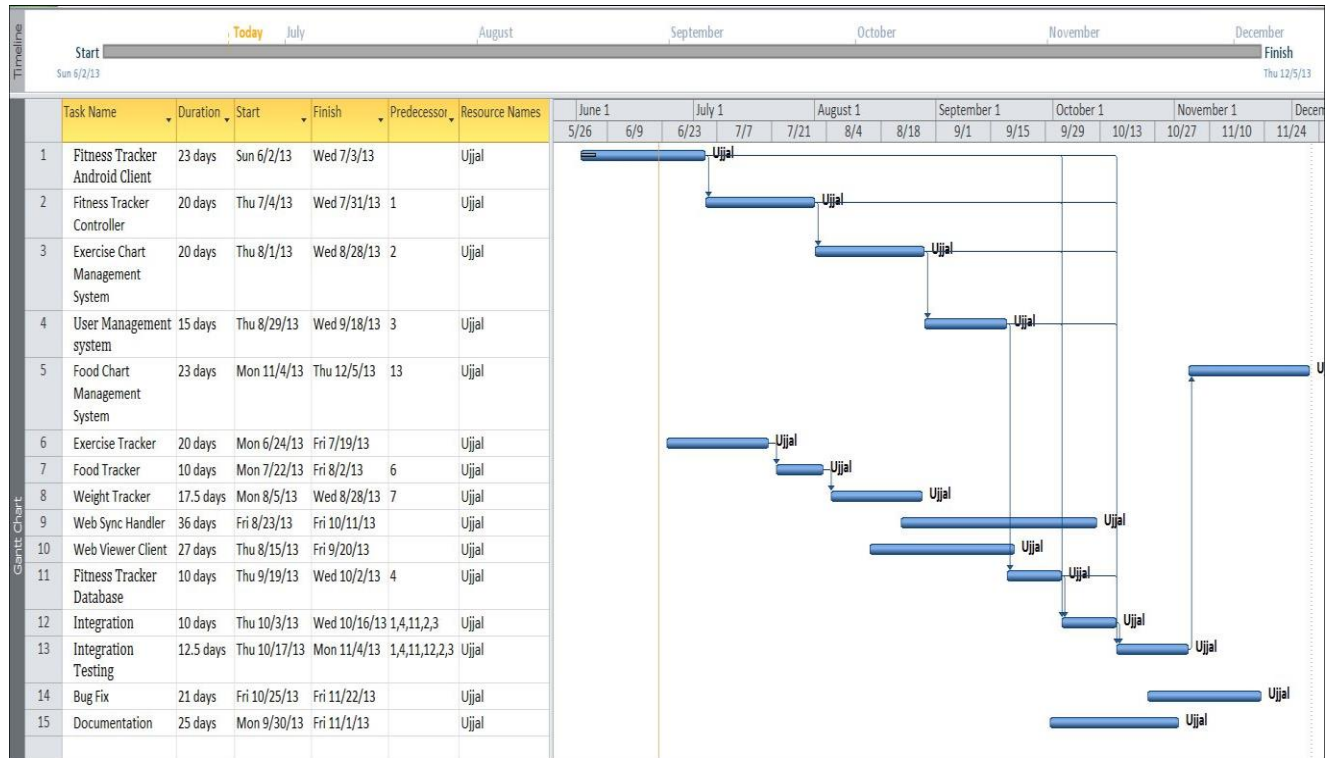 Timeline
Today July August September October November December
Start Finish
Sun 6/2/13 Thu 12/5/13
Gantt Chart
Task Name Duration Start Finish Predecessor Resource Names June 1 July 1 August 1 September 1 October 1 November 1 Decem
5/26 6/9 6/23 7/7 7/21 8/4 8/18 9/1 9/15 9/29 10/13 10/27 11/10 11/24
1 Fitness Tracker 23 days Sun 6/2/13 Wed 7/3/13 Ujjal Ujjal
Android Client
2 Fitness Tracker 20 days Thu 7/4/13 Wed 7/31/13 1 Ujjal Ujjal
Controller
3 Exercise Chart 20 days Thu 8/1/13 Wed 8/28/13 2 Ujjal Ujjal
Management
System
4 User Management 15 days Thu 8/29/13 Wed 9/18/13 3 Ujjal Ujjal
system
5 Food Chart 23 days Mon 11/4/13 Thu 12/5/13 13 Ujjal U
Management
System
6 Exercise Tracker 20 days Mon 6/24/13 Fri 7/19/13 Ujjal Ujjal
7 Food Tracker 10 days Mon 7/22/13 Fri 8/2/13 6 Ujjal Ujjal
8 Weight Tracker 17.5 days Mon 8/5/13 Wed 8/28/13 7 Ujjal Ujjal
9 Web Sync Handler 36 days Fri 8/23/13 Fri 10/11/13 Ujjal Ujjal
10 Web Viewer Client 27 days Thu 8/15/13 Fri 9/20/13 Ujjal Ujjal
11 Fitness Tracker 10 days Thu 9/19/13 Wed 10/2/13 4 Ujjal Ujjal
Database
12 Integration 10 days Thu 10/3/13 Wed 10/16/13 1,4,11,2,3 Ujjal Ujjal
13 Integration 12.5 days Thu 10/17/13 Mon 11/4/13 1,4,11,12,2,3 Ujjal Ujjal
Testing
14 Bug Fix 21 days Fri 10/25/13 Fri 11/22/13 Ujjal Ujjal
15 Documentation 25 days Mon 9/30/13 Fri 11/1/13 Ujjal Ujjal